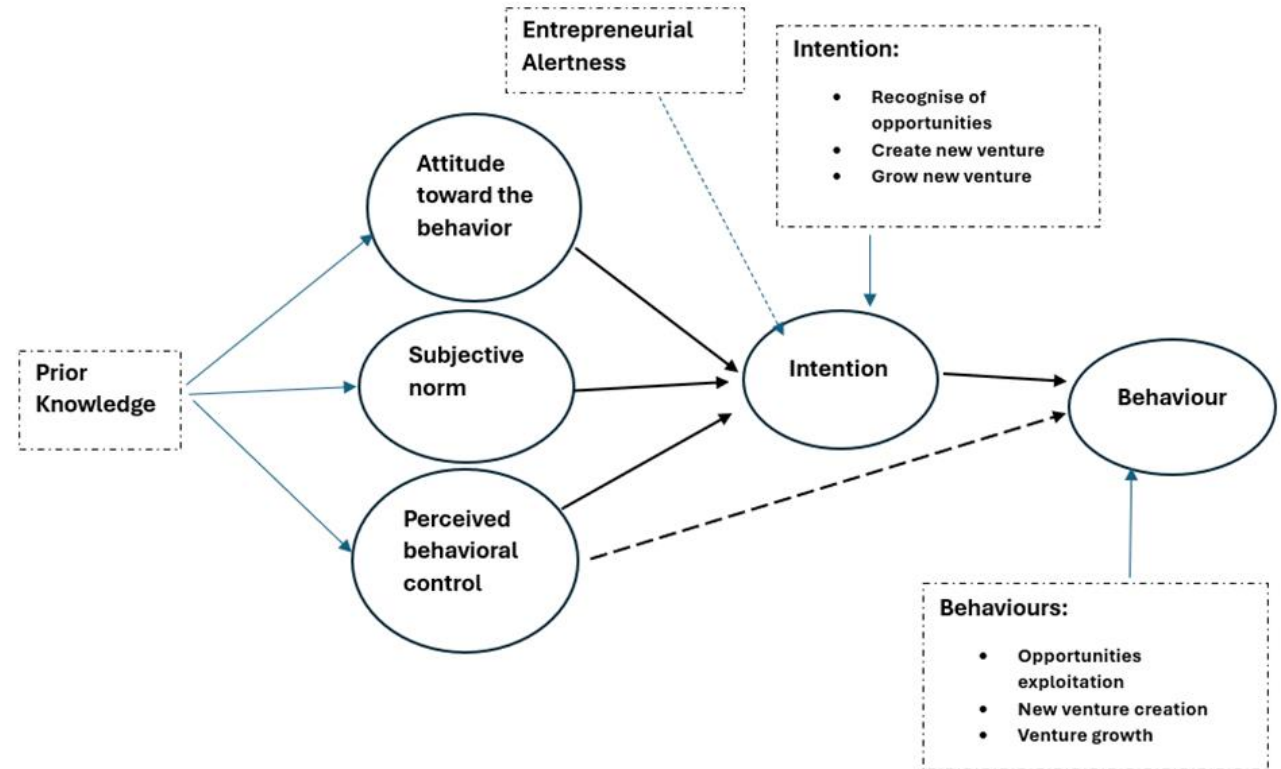 Entrepreneurial
Alertness
Intention:
• Recognise of
opportunities
• Create new venture
• Grow new venture
Attitude
toward the
behavior
Subjective
norm
Prior
Knowledge
Intention
Behaviour
Perceived
behavioral
control
Behaviours:
• Opportunities
exploitation
• New venture creation
• Venture growth